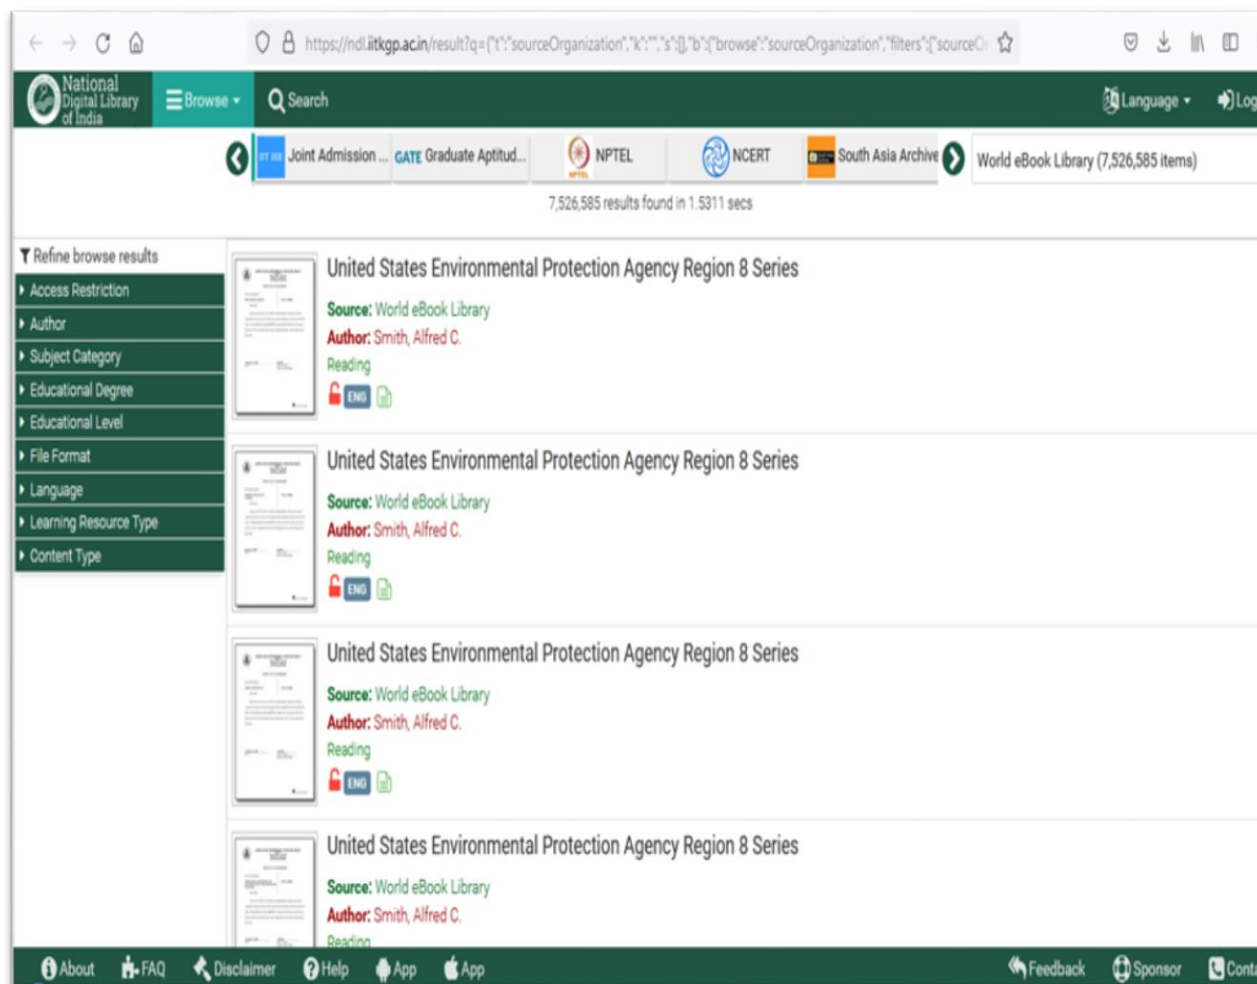 https://ndl.iitkgp.ac.in/result?q={"t":"sourceOrganization","k":"","s":[],"b":{"browse":"sourceOrganization","filters":["sourceO
National
Digital Library
of India
Browse
Search
Language
Log
Joint Admission ...
GATE Graduate Aptitud...
NPTEL
NPTEL
NCERT
South Asia Archive
World eBook Library (7,526,585 items)
7,526,585 results found in 1.5311 secs
Refine browse results
Access Restriction
Author
Subject Category
Educational Degree
Educational Level
File Format
Language
Learning Resource Type
Content Type
United States Environmental Protection Agency Region 8 Series
Source: World eBook Library
Author: Smith, Alfred C.
Reading
ENG
United States Environmental Protection Agency Region 8 Series
Source: World eBook Library
Author: Smith, Alfred C.
Reading
ENG
United States Environmental Protection Agency Region 8 Series
Source: World eBook Library
Author: Smith, Alfred C.
Reading
ENG
United States Environmental Protection Agency Region 8 Series
Source: World eBook Library
Author: Smith, Alfred C.
Reading
About FAQ Disclaimer Help App App Feedback Sponsor Conta